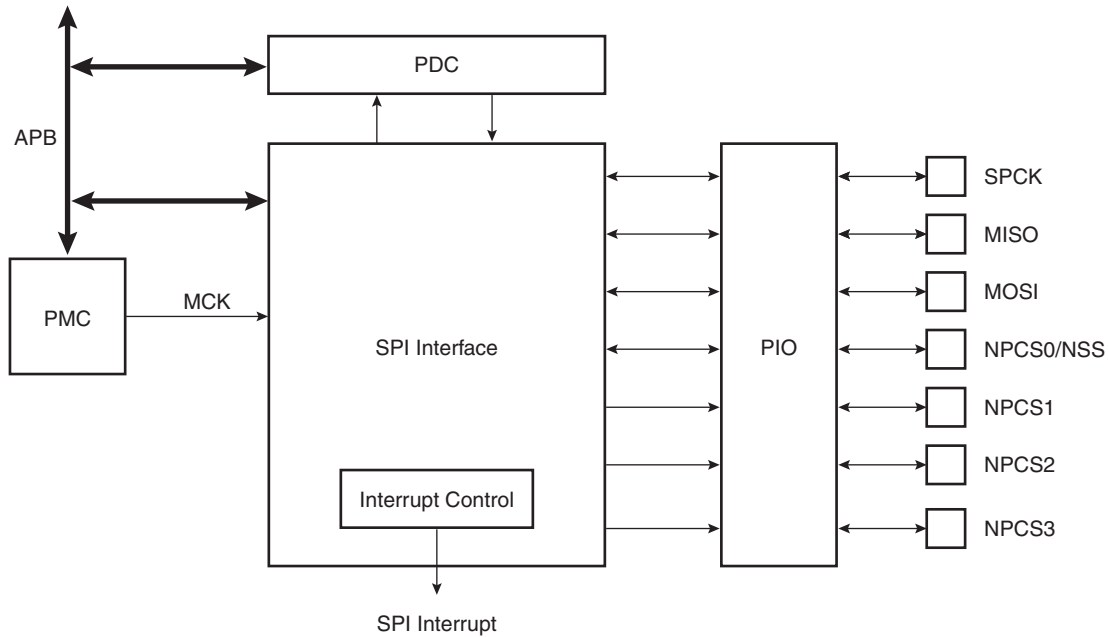 PDC
APB
SPCK
MISO
MOSI
MCK
PMC
SPI Interface
PIO
NPCS0/NSS
NPCS1
NPCS2
Interrupt Control
NPCS3
SPI Interrupt